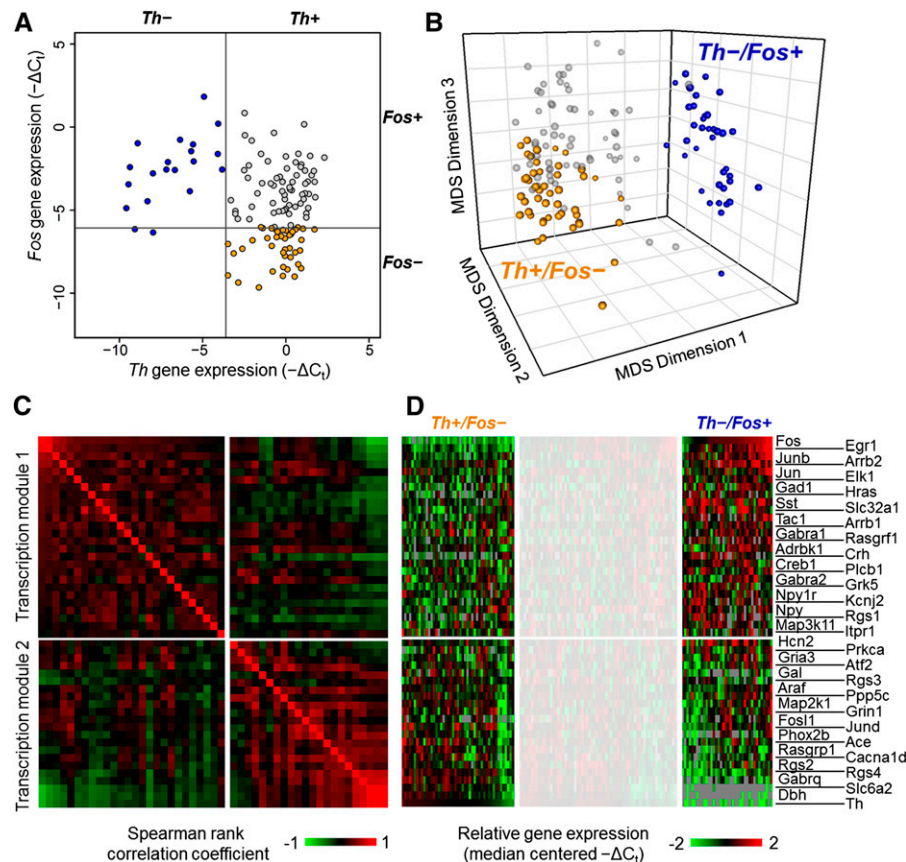 A
Th−
Th+
Fos gene expression (−ΔCt)
5
0
−5
−10
Fos+
Fos−
−10
−5
0
5
Th gene expression (−ΔCt)
B
Th−/Fos+
Th+/Fos−
MDS Dimension 3
MDS Dimension 2
MDS Dimension 1
C
Transcription module 1
Transcription module 2
Spearman rank
correlation coefficient
-1
1
D
Th+/Fos−
Th−/Fos+
Fos
Egr1
Junb
Arrb2
Jun
Elk1
Gad1
Hras
Sst
Slc32a1
Tac1
Arrb1
Gabra1
Rasgrf1
Adrbk1
Crh
Creb1
Plcb1
Gabra2
Grk5
Npy1r
Kcnj2
Npy
Rgs1
Map3k11
Itpr1
Hcn2
Prkca
Gria3
Atf2
Gal
Rgs3
Araf
Ppp5c
Map2k1
Grin1
Fosl1
Jund
Phox2b
Ace
Rasgrp1
Cacna1d
Rgs2
Rgs4
Gabrq
Slc6a2
Dbh
Th
Relative gene expression
(median centered −ΔCt)
-2
2